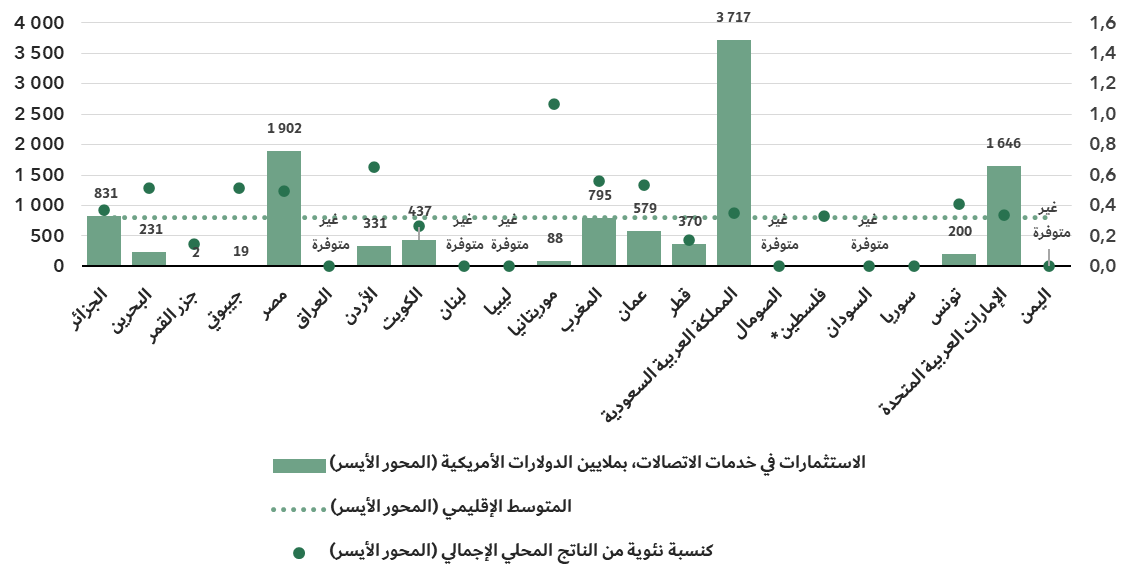 4 000
3 500
3 000
2 500
2 000
1 500
1 000
500
0
1,6
1,4
1,2
1,0
0,8
0,6
0,4
0,2
0,0
831
231
2
19
1 902
غير
متوفرة
331
437
غير
متوفرة
غير
متوفرة
88
795
579
370
3 717
غير
متوفرة
غير
متوفرة
200
1 646
غير
متوفرة
الجزائر
البحرين
جزر القمر
جيبوتي
مصر
العراق
الأردن
الكويت
لبنان
ليبيا
موريتانيا
المغرب
عمان
قطر
المملكة العربية السعودية
الصومال
فلسطين *
السودان
سوريا
تونس
الإمارات العربية المتحدة
اليمن
الاستثمارات في خدمات الاتصالات، بملايين الدولارات الأمريكية (المحور الأيسر)
المتوسط الإقليمي (المحور الأيسر)
كنسبة نئوية من الناتج المحلي الإجمالي (المحور الأيسر)